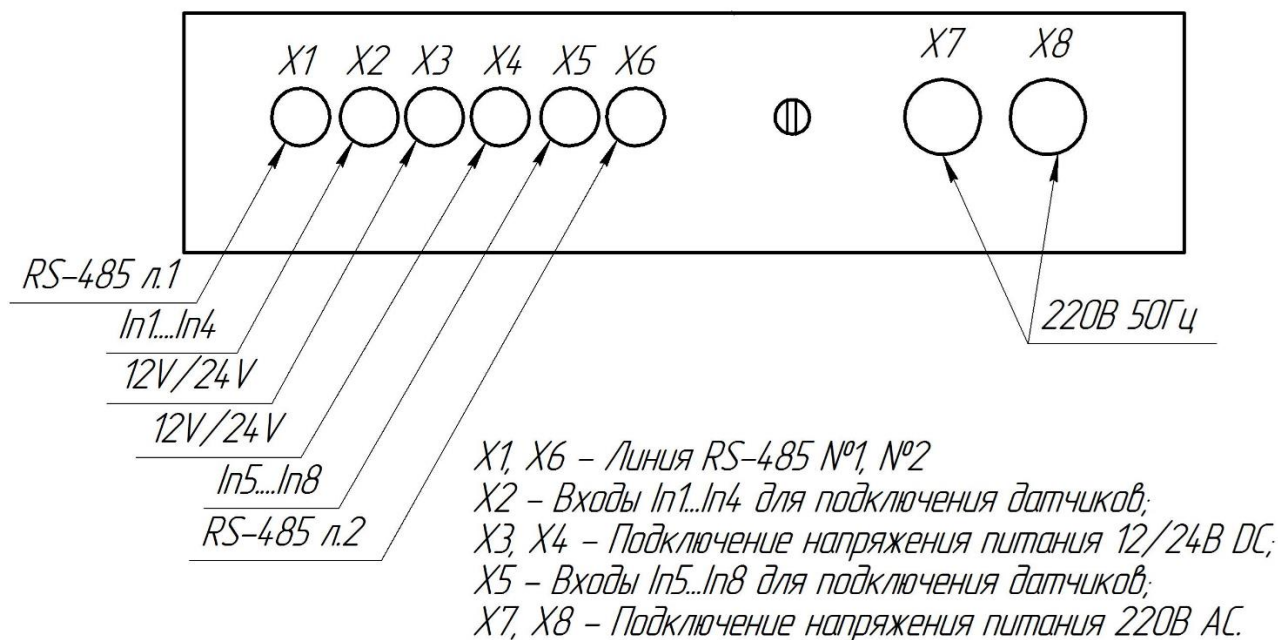 X1 X2 X3 X4 X5 X6 X7 X8
RS-485 л.1
In1....In4
12V/24V
12V/24V
In5....In8
RS-485 л.2
220В 50Гц
X1, X6 - Линия RS-485 №1, №2
X2 - Входы In1...In4 для подключения датчиков;
X3, X4 - Подключение напряжения питания 12/24В DC;
X5 - Входы In5...In8 для подключения датчиков;
X7, X8 - Подключение напряжения питания 220В АС.